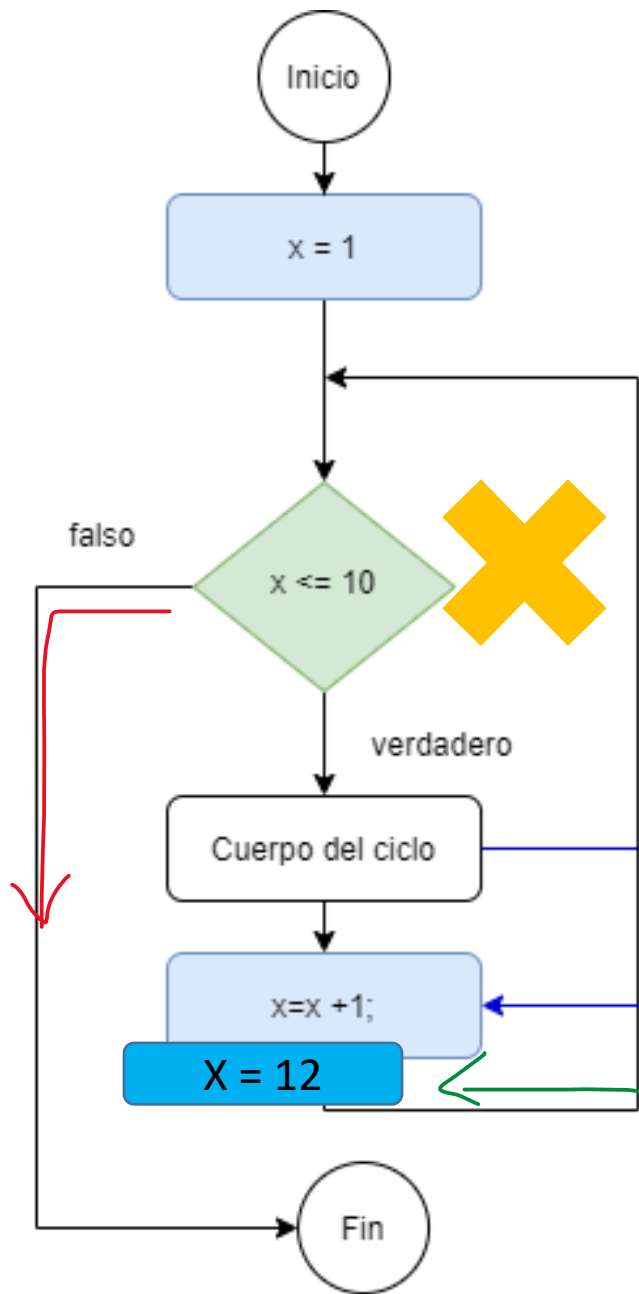 Inicio
x = 1
falso
x <= 10
verdadero
Cuerpo del ciclo
x=x +1;
X = 12
Fin